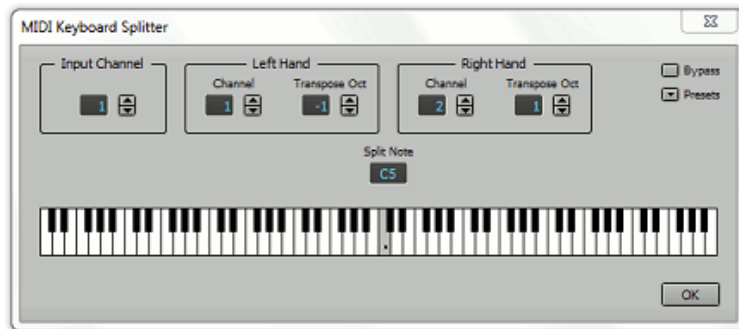 MIDI Keyboard Splitter
Input Channel
Left Hand
Right Hand
Channel
Transpose Oct
Channel
Transpose Oct
Bypass
1
1
-1
2
1
Presets
Split Note
C5
OK